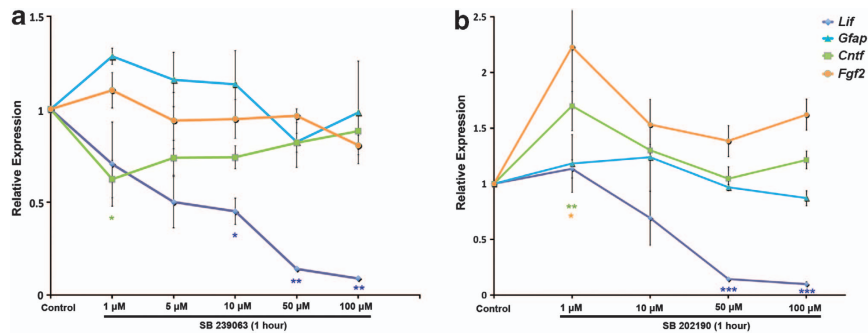 a
1.5
1
0.5
0
Relative Expression
*
*
**
**
Control
1 µM
5 µM
10 µM
50 µM
100 µM
SB 239063 (1 hour)
b
2.5
2
1.5
1
0.5
0
Relative Expression
**
*
***
***
Control
1 µM
10 µM
50 µM
100 µM
SB 202190 (1 hour)
Lif
Gfap
Cntf
Fgf2